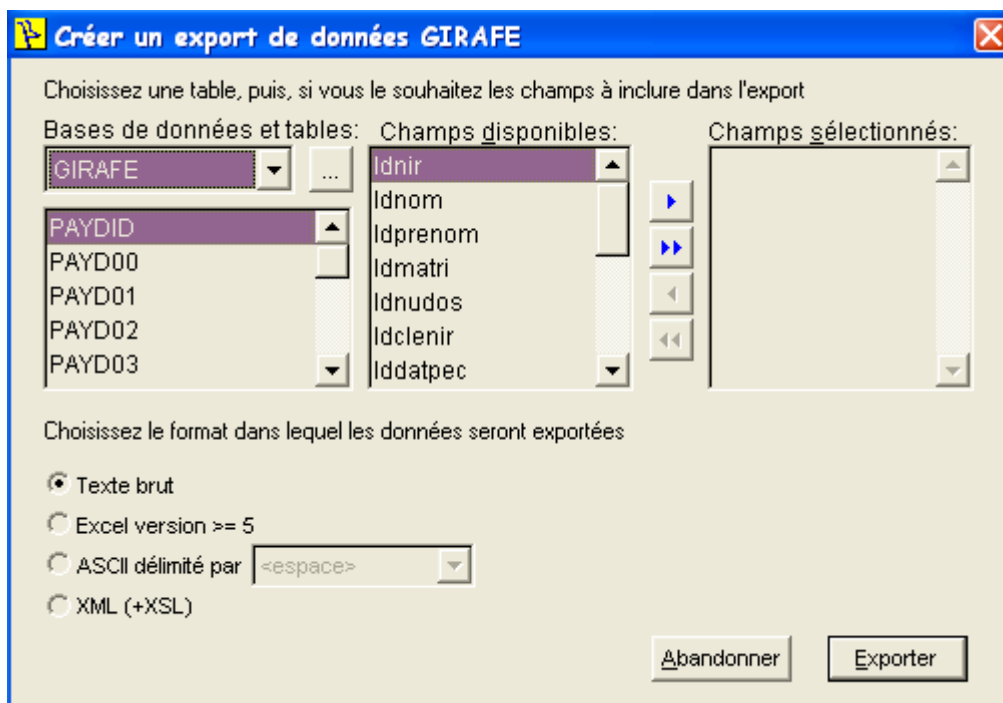 Créer un export de données GIRAFE
Choisissez une table, puis, si vous le souhaitez les champs à inclure dans l'export
Bases de données et tables:
Champs disponibles:
Champs sélectionnés:
GIRAFE
...
PAYDID
PAYD00
PAYD01
PAYD02
PAYD03
Idnir
Idnom
Idprenom
Idmatri
Idnudos
Idclenir
Iddatpec
Choisissez le format dans lequel les données seront exportées
Texte brut
Excel version >= 5
ASCII délimité par
<espace>
XML (+XSL)
Abandonner
Exporter